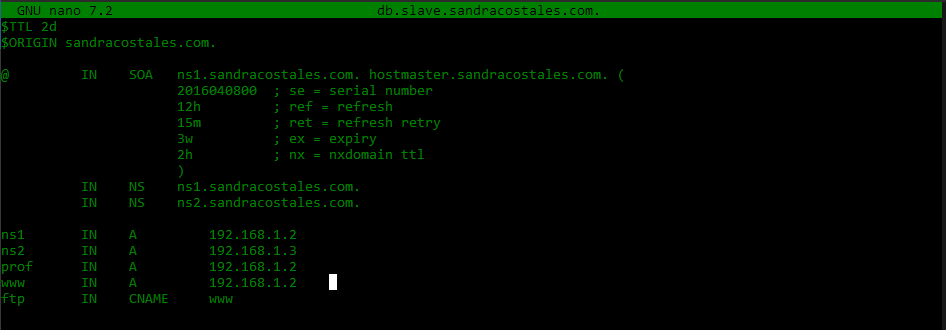 GNU nano 7.2 db.slave.sandracostales.com.
$TTL 2d
$ORIGIN sandracostales.com.
@ IN SOA ns1.sandracostales.com. hostmaster.sandracostales.com. (
2016040800 ; se = serial number
12h ; ref = refresh
15m ; ret = refresh retry
3w ; ex = expiry
2h ; nx = nxdomain ttl
)
IN NS ns1.sandracostales.com.
IN NS ns2.sandracostales.com.
ns1 IN A 192.168.1.2
ns2 IN A 192.168.1.3
prof IN A 192.168.1.2
www IN A 192.168.1.2
ftp IN CNAME www